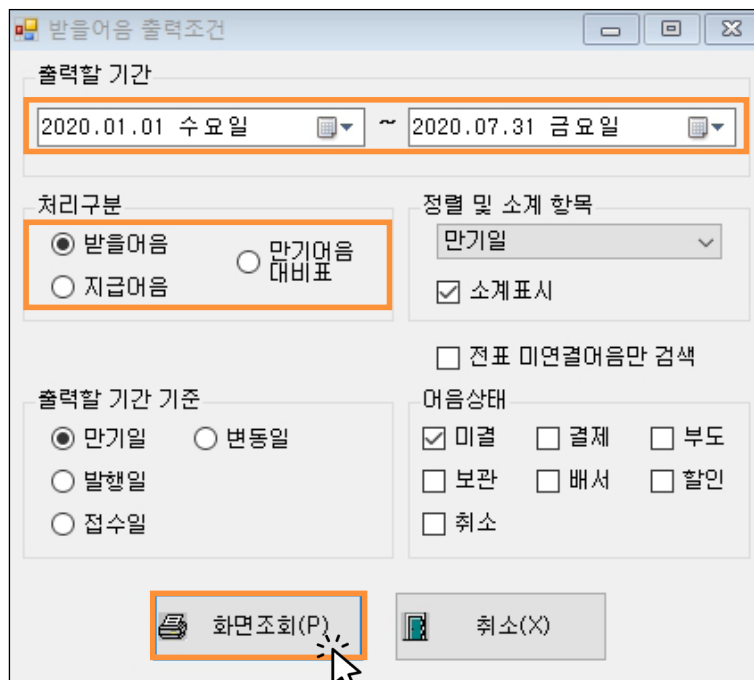 받을어음 출력조건
출력할 기간
2020.01.01 수요일 ~ 2020.07.31 금요일
처리구분
받을어음
만기어음
대비표
지급어음
정렬 및 소계 항목
만기일
소계표시
전표 미연결어음만 검색
출력할 기간 기준
만기일 변동일
발행일
접수일
어음상태
미결 결제 부도
보관 배서 할인
취소
화면조회(P) 취소(X)